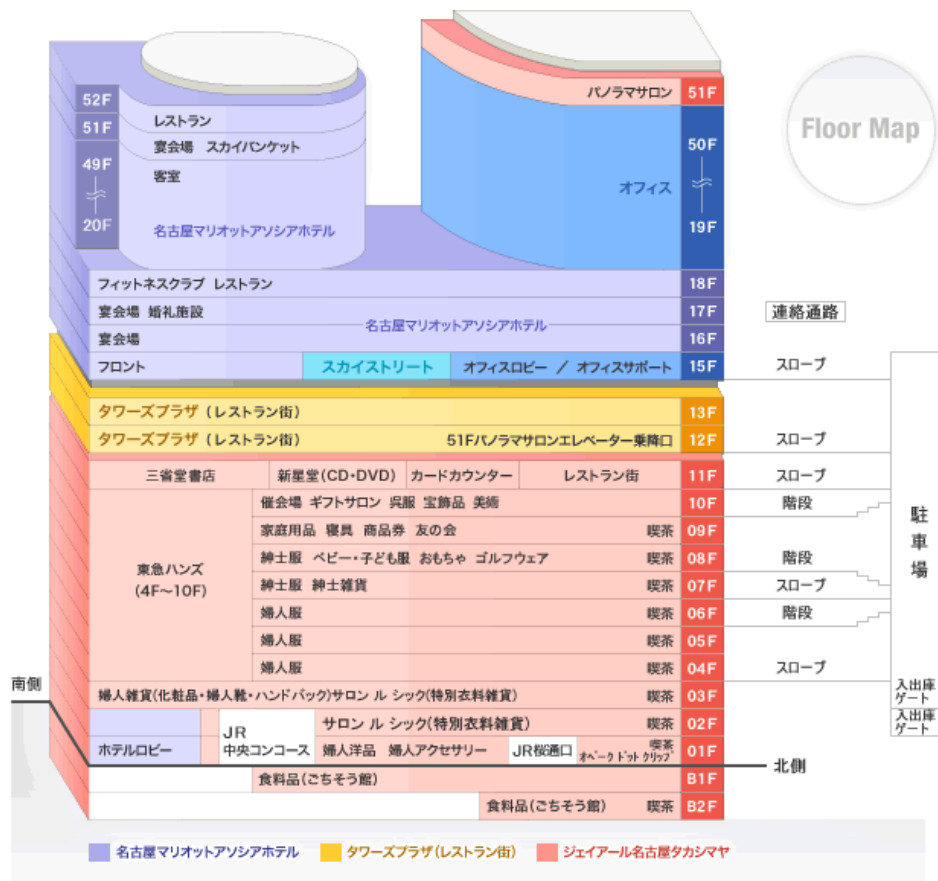 Floor Map
52F
51F
レストラン
宴会場 スカイバンケット
49F
20F
客室
名古屋マリオットアソシアホテル
パノラマサロン 51F
オフィス
50F
19F
フィットネスクラブ レストラン 18F
宴会場 婚礼施設 17F
名古屋マリオットアソシアホテル
宴会場 16F
連絡通路
フロント スカイストリート オフィスロビー / オフィスサポート 15F スロープ
タワーズプラザ(レストラン街) 13F
タワーズプラザ(レストラン街) 51Fパノラマサロンエレベーター乗降口 12F スロープ
三省堂書店 新星堂(CD・DVD) カードカウンター レストラン街 11F スロープ
催会場 ギフトサロン 呉服 宝飾品 美術 10F 階段
家庭用品 寝具 商品券 友の会 喫茶 09F
紳士服 ベビー・子ども服 おもちゃ ゴルフウェア 喫茶 08F 階段
東急ハンズ
(4F～10F)
紳士服 紳士雑貨 喫茶 07F スロープ
婦人服 喫茶 06F 階段
婦人服 喫茶 05F
婦人服 喫茶 04F スロープ
駐車場
南側
婦人雑貨(化粧品・婦人靴・ハンドバック)サロン ル シック(特別衣料雑貨) 喫茶 03F
入出庫
ゲート
サロン ル シック(特別衣料雑貨) 喫茶 02F
入出庫
ゲート
ホテルロビー
JR
中央コンコース
婦人洋品 婦人アクセサリー JR桜通口
喫茶
オペーク ドット クリップ
01F
北側
食料品(ごちそう館) B1F
食料品(ごちそう館) 喫茶 B2F
名古屋マリオットアソシアホテル タワーズプラザ(レストラン街) ジェイアール名古屋タカシマヤ